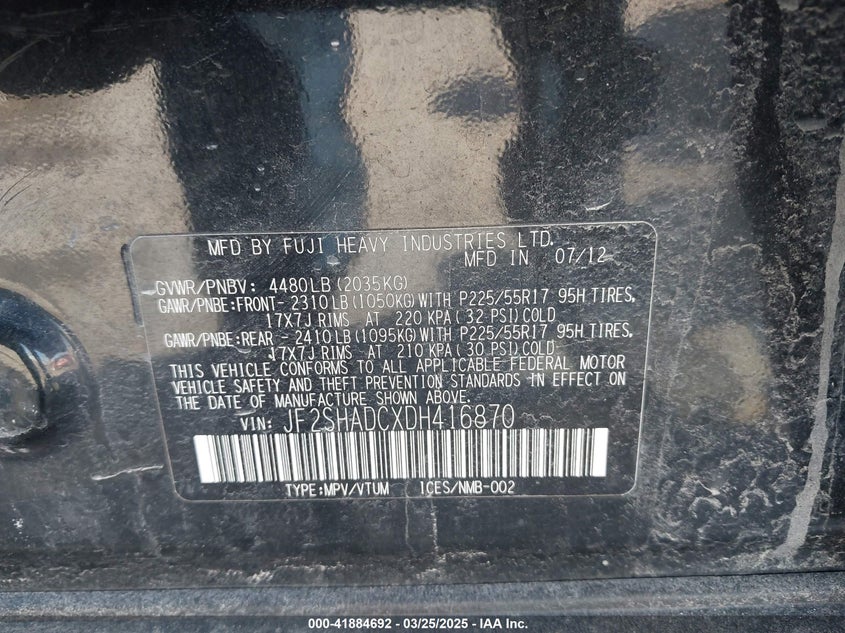 MFD BY FUJI HEAVY INDUSTRIES LTD.
MFD IN 07/12
GVWR/PNBV: 4480LB (2035KG)
GAWR/PNBE:FRONT- 2310 LB (1050KG) WITH P225/55R17 95H TIRES,
17X7J RIMS AT 220 KPA ( 32 PSI) COLD
GAWR/PNBE:REAR - 2410 LB (1095KG) WITH P225/55R17 95H TIRES,
17X7J RIMS AT 210 KPA ( 30 PSI) COLD
THIS VEHICLE CONFORMS TO ALL APPLICABLE FEDERAL MOTOR
VEHICLE SAFETY AND THEFT PREVENTION STANDARDS IN EFFECT ON
THE DATE OF MANUFACTURE SHOWN ABOVE.
VIN: JF2SHADCXDH416870
TYPE:MPV/VTUM ICES/NMB-002
000-41884692 - 03/25/2025 - IAA Inc.